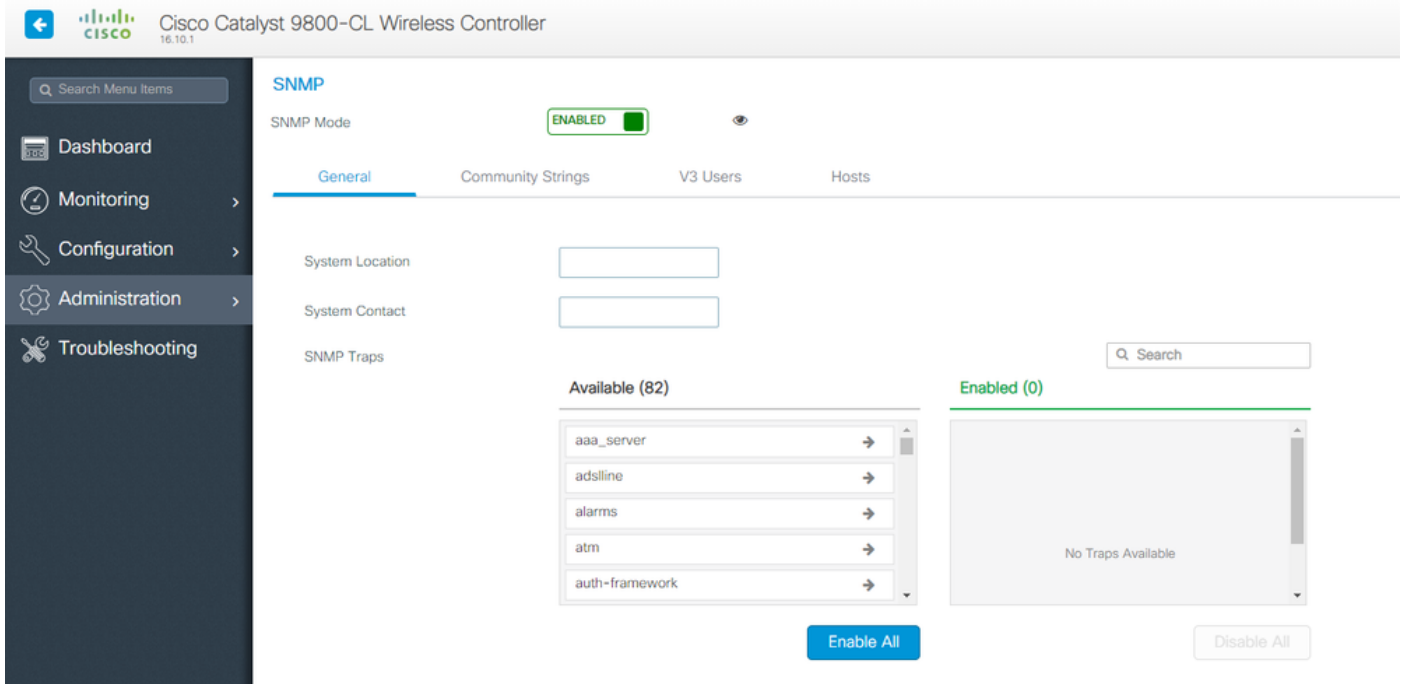 CISCO
Cisco Catalyst 9800-CL Wireless Controller
16.10.1
Search Menu Items
Dashboard
Monitoring
Configuration
Administration
Troubleshooting
SNMP
SNMP Mode
ENABLED
General
Community Strings
V3 Users
Hosts
System Location
System Contact
SNMP Traps
Search
Available (82)
Enabled (0)
aaa_server
adslline
alarms
atm
auth-framework
No Traps Available
Enable All
Disable All